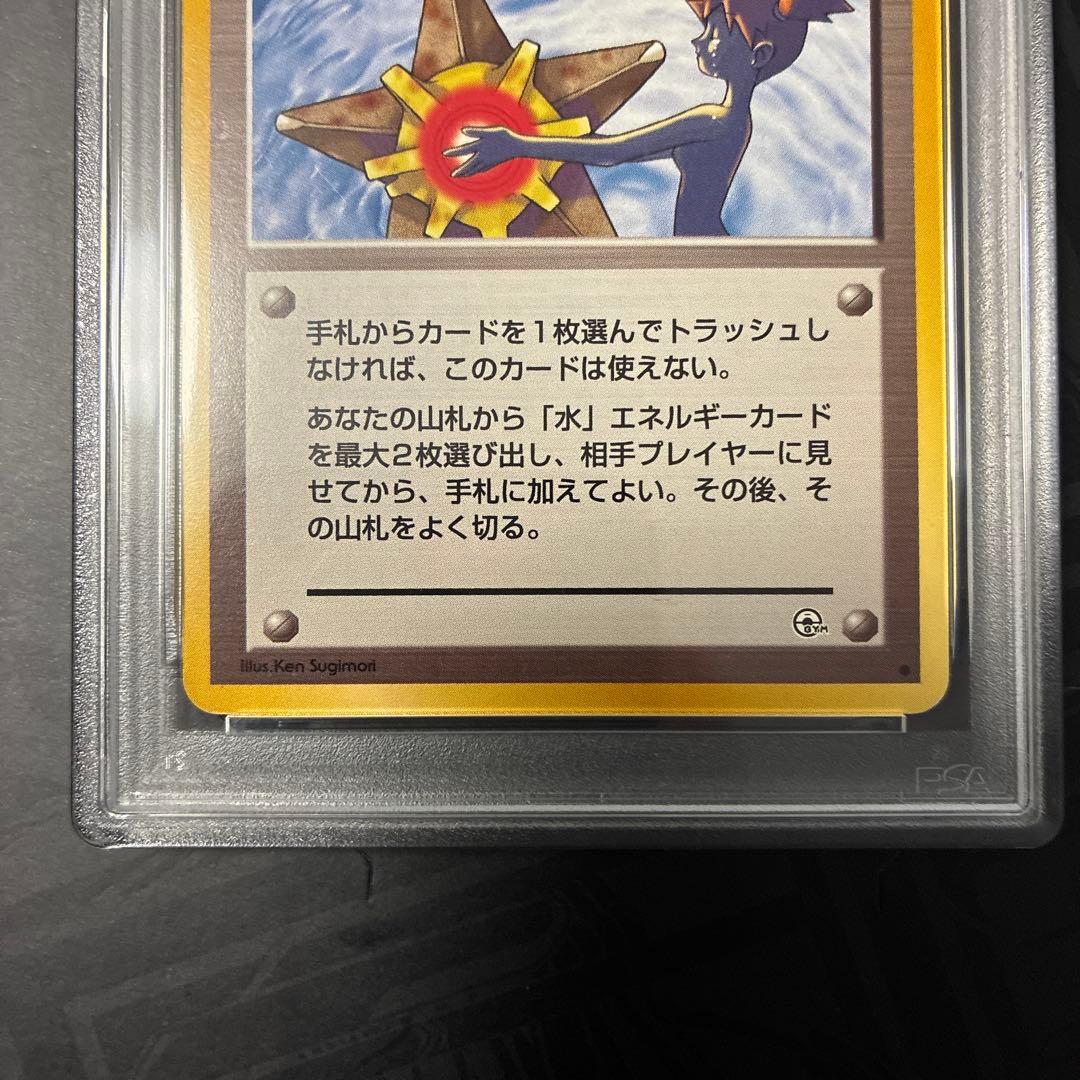 手札からカードを1枚選んでトラッシュし
なければ、このカードは使えない。
あなたの山札から「水」エネルギーカード
を最大2枚選び出し、相手プレイヤーに見
せてから、手札に加えてよい。その後、そ
の山札をよく切る。
GYM
Illus.Ken Sugimori
PSA